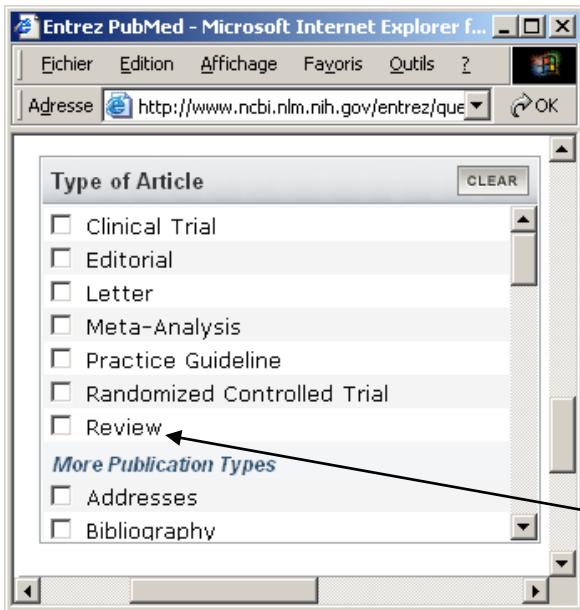 Entrez PubMed - Microsoft Internet Explorer f...
Fichier Edition Affichage Favoris Outils ?
Adresse http://www.ncbi.nlm.nih.gov/entrez/que OK
Type of Article CLEAR
Clinical Trial
Editorial
Letter
Meta-Analysis
Practice Guideline
Randomized Controlled Trial
Review
More Publication Types
Addresses
Bibliography